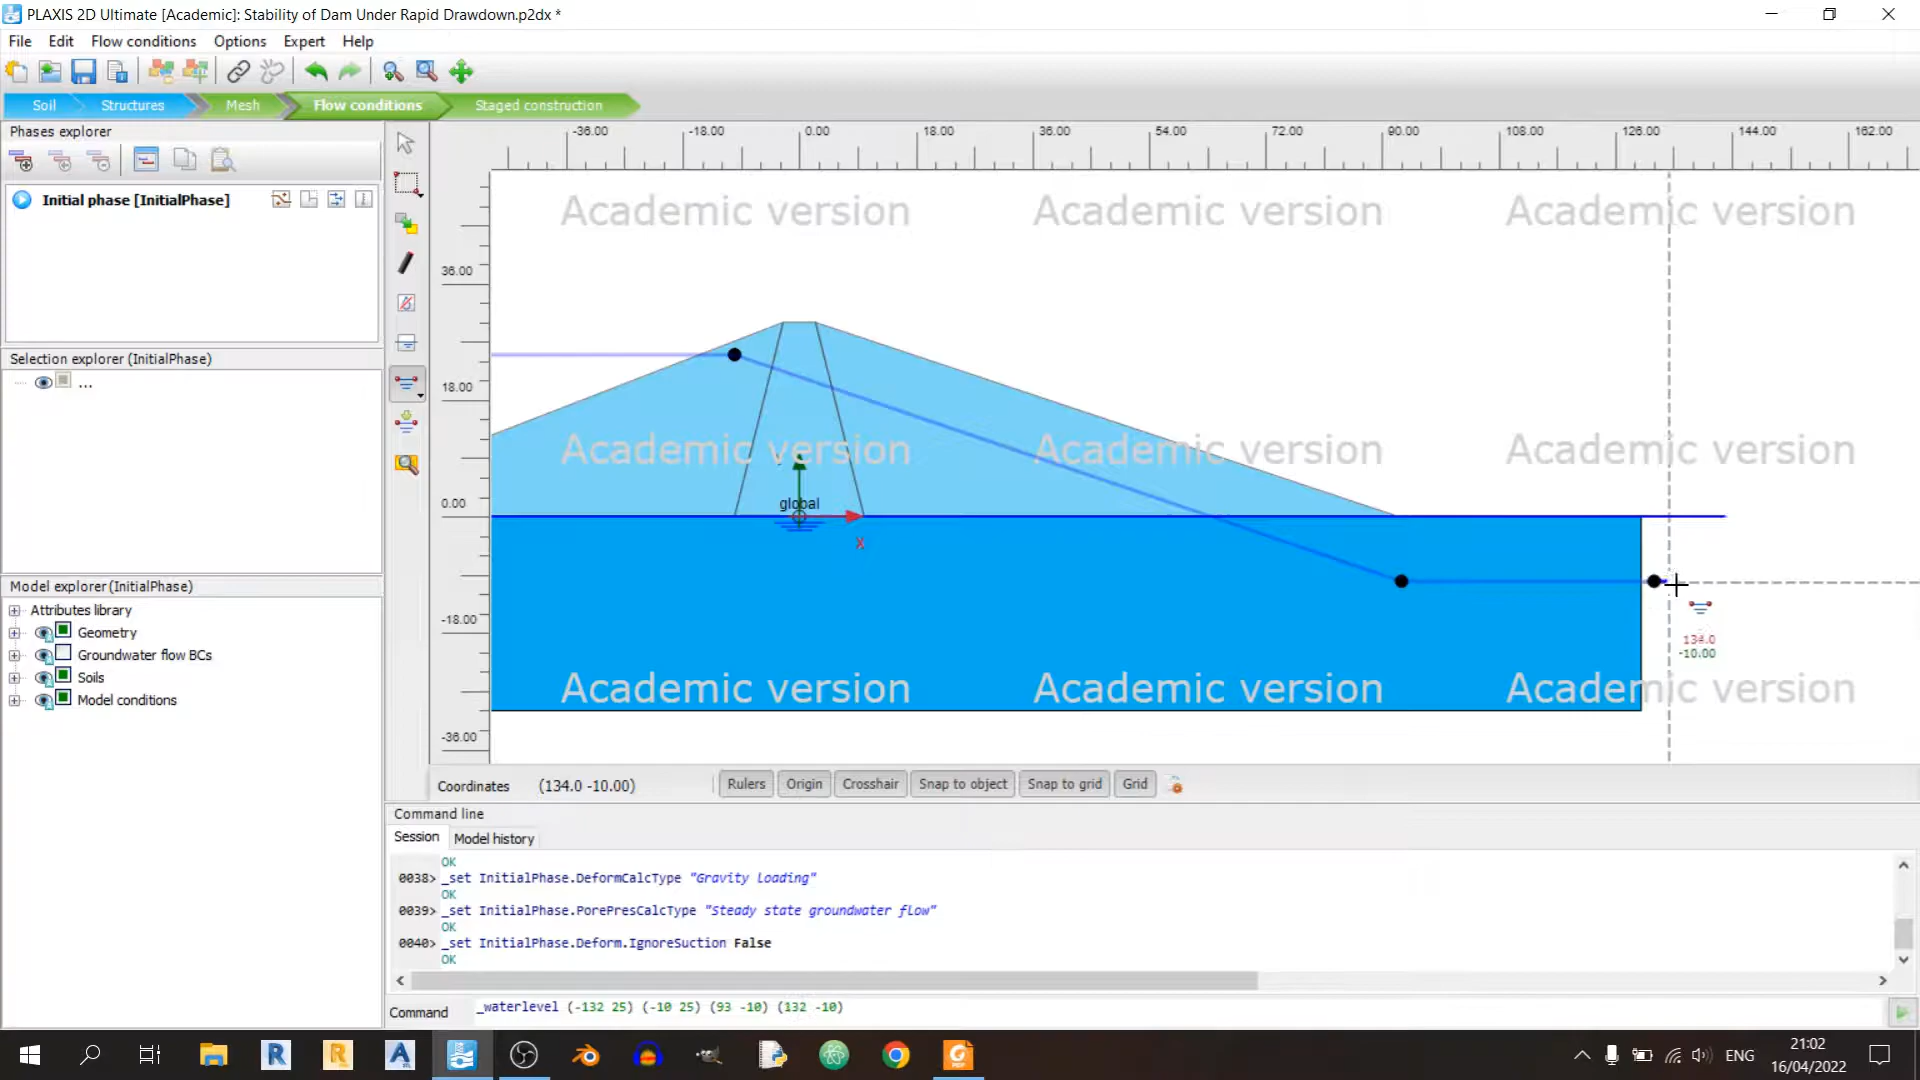 PLAXIS 2D Ultimate [Academic]: Stability of Dam Under Rapid Drawdown.p2dx *
File Edit Flow conditions Options Expert Help
Soil Structures Mesh Flow conditions Staged construction
Phases explorer
Initial phase [InitialPhase]
Selection explorer (InitialPhase)
...
Model explorer (InitialPhase)
Attributes library
Geometry
Groundwater flow BCs
Soils
Model conditions
-36.00 -18.00 0.00 18.00 36.00 54.00 72.00 90.00 108.00 126.00 144.00 162.00
36.00
18.00
0.00
-18.00
-36.00
Academic version Academic version Academic version
Academic version Academic version Academic version
global
x
134.0
-10.00
Academic version Academic version Academic version
Coordinates (134.0 -10.00) Rulers Origin Crosshair Snap to object Snap to grid Grid
Command line
Session Model history
OK
0038> _set InitialPhase.DeformCalcType "Gravity loading"
OK
0039> _set InitialPhase.PorePresCalcType "Steady state groundwater flow"
OK
0040> _set InitialPhase.Deform.IgnoreSuction False
OK
Command _waterlevel (-132 25) (-10 25) (93 -10) (132 -10)
ENG
21:02
16/04/2022